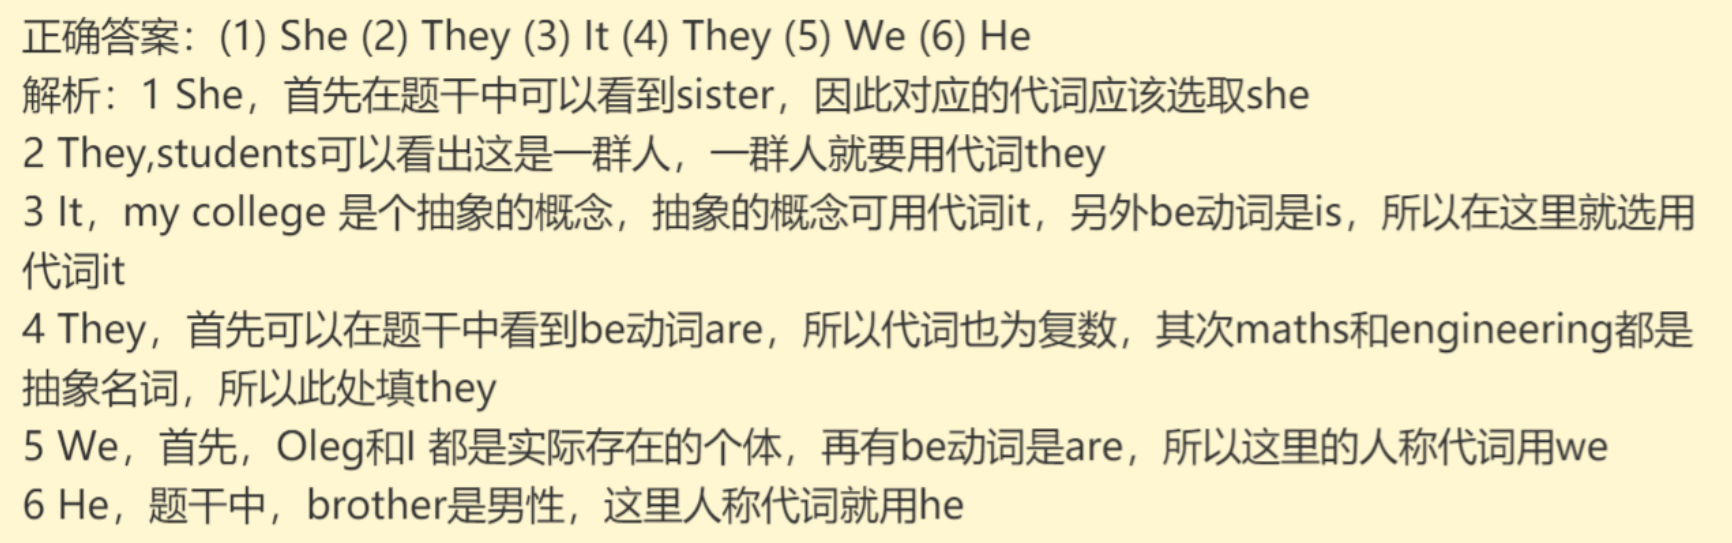 正确答案：(1) She (2) They (3) It (4) They (5) We (6) He
解析：1 She，首先在题干中可以看到sister，因此对应的代词应该选取she
2 They,students可以看出这是一群人，一群人就要用代词they
3 It，my college 是个抽象的概念，抽象的概念可用代词it，另外be动词是is，所以在这里就选用
代词it
4 They，首先可以在题干中看到be动词are，所以代词也为复数，其次maths和engineering都是
抽象名词，所以此处填they
5 We，首先，Oleg和I 都是实际存在的个体，再有be动词是are，所以这里的人称代词用we
6 He，题干中，brother是男性，这里人称代词就用he